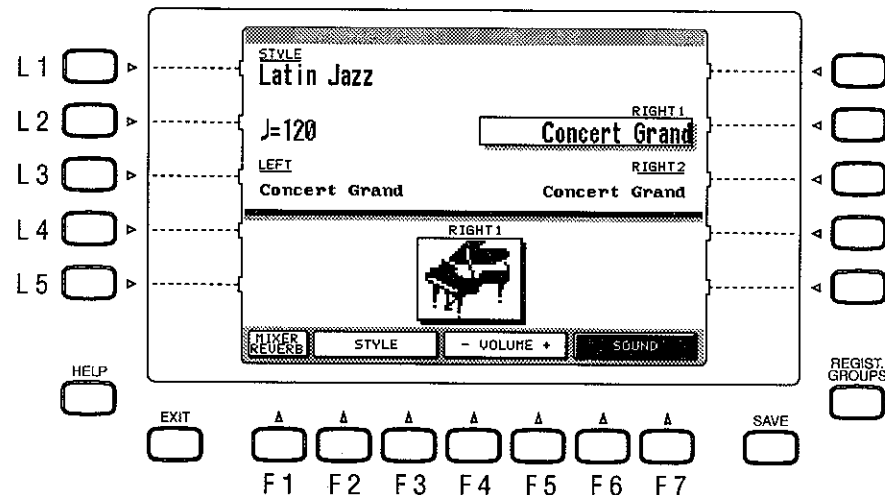 STYLE
Latin Jazz
L1
L2
♩=120
RIGHT1
Concert Grand
L3
LEFT
RIGHT2
Concert Grand
Concert Grand
L4
RIGHT1
L5
MIXER
REVERB
STYLE
- VOLUME +
SOUND
HELP
REGIST.
GROUPS
EXIT
SAVE
F1 F2 F3 F4 F5 F6 F7